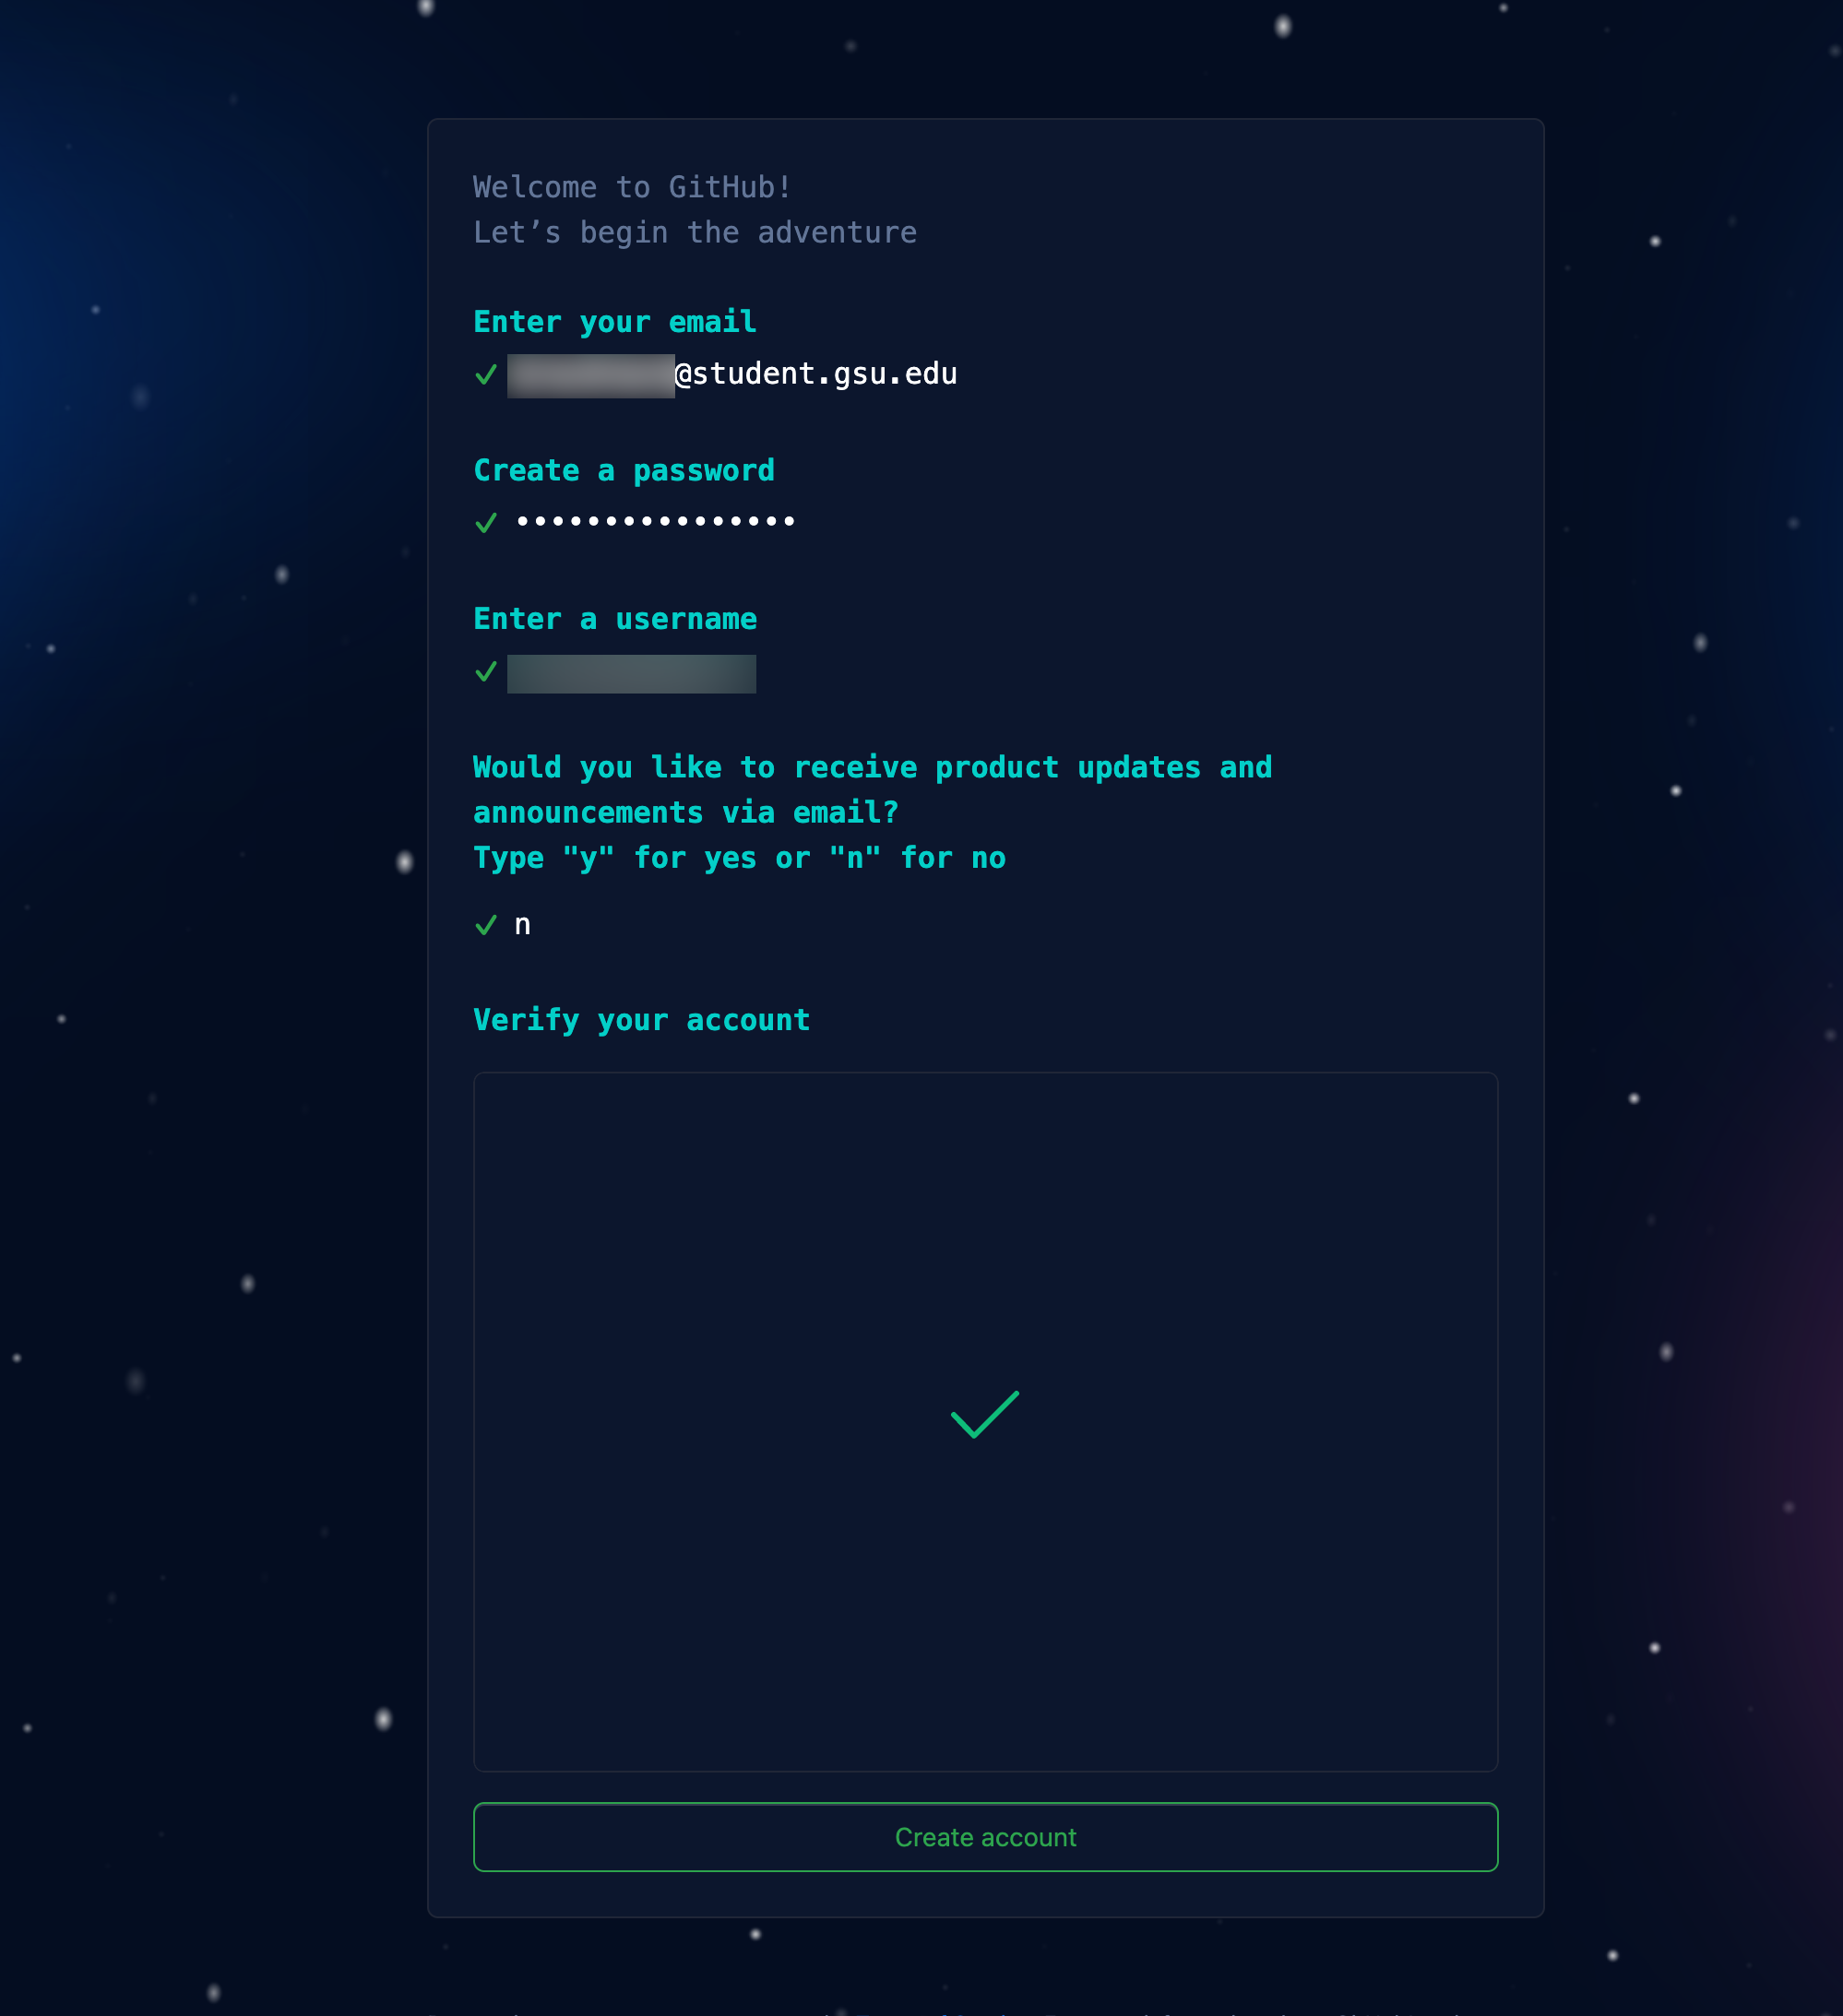 Welcome to GitHub!
Let’s begin the adventure
Enter your email
@student.gsu.edu
Create a password
••••••••••••••••
Enter a username
Would you like to receive product updates and
announcements via email?
Type "y" for yes or "n" for no
n
Verify your account
Create account